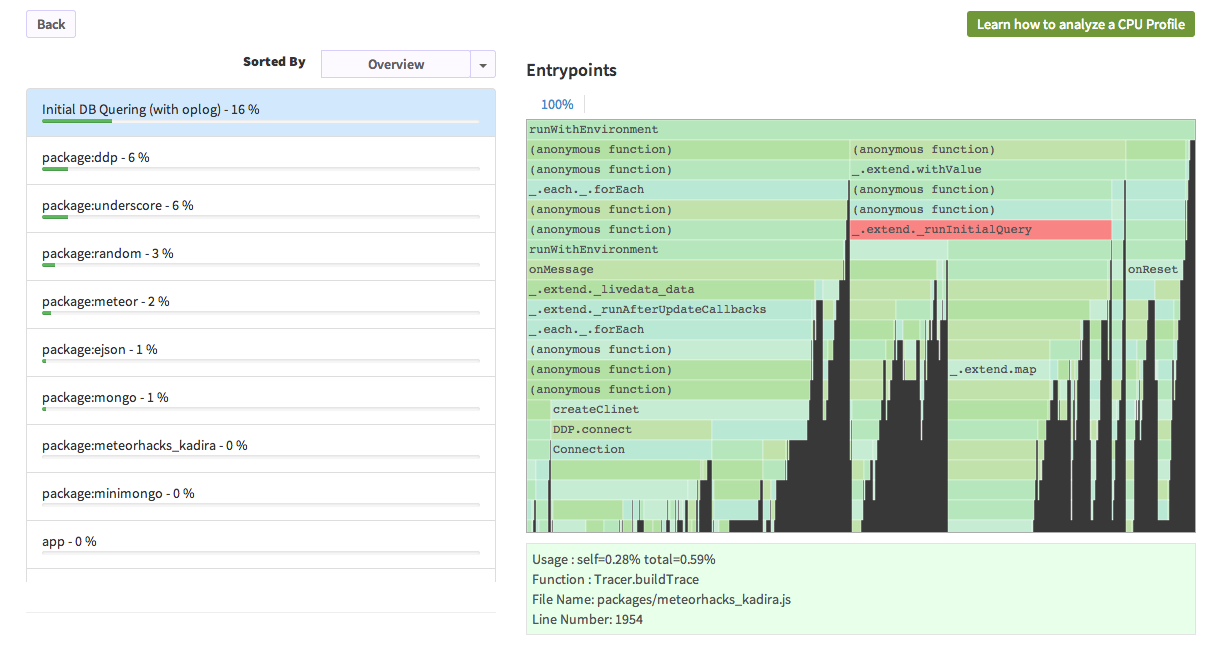 Back
Learn how to analyze a CPU Profile
Sorted By
Overview
Initial DB Quering (with oplog) - 16 %
package:ddp - 6 %
package:underscore - 6 %
package:random - 3 %
package:meteor - 2 %
package:ejson - 1 %
package:mongo - 1 %
package:meteorhacks_kadira - 0 %
package:minimongo - 0 %
app - 0 %
Entrypoints
100%
runWithEnvironment
(anonymous function) (anonymous function)
(anonymous function) _.extend.withValue
_.each._.forEach (anonymous function)
(anonymous function) (anonymous function)
(anonymous function) _.extend._runInitialQuery
runWithEnvironment
onMessage onReset
_.extend._livedata_data
_.extend._runAfterUpdateCallbacks
_.each._.forEach
(anonymous function)
(anonymous function) _.extend.map
(anonymous function)
createClinet
DDP.connect
Connection
Usage : self=0.28% total=0.59%
Function : Tracer.buildTrace
File Name: packages/meteorhacks_kadira.js
Line Number: 1954